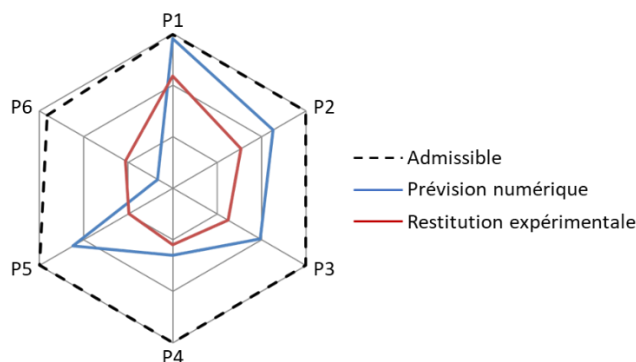 P1
P6
P2
Admissible
Prévision numérique
Restitution expérimentale
P5
P3
P4